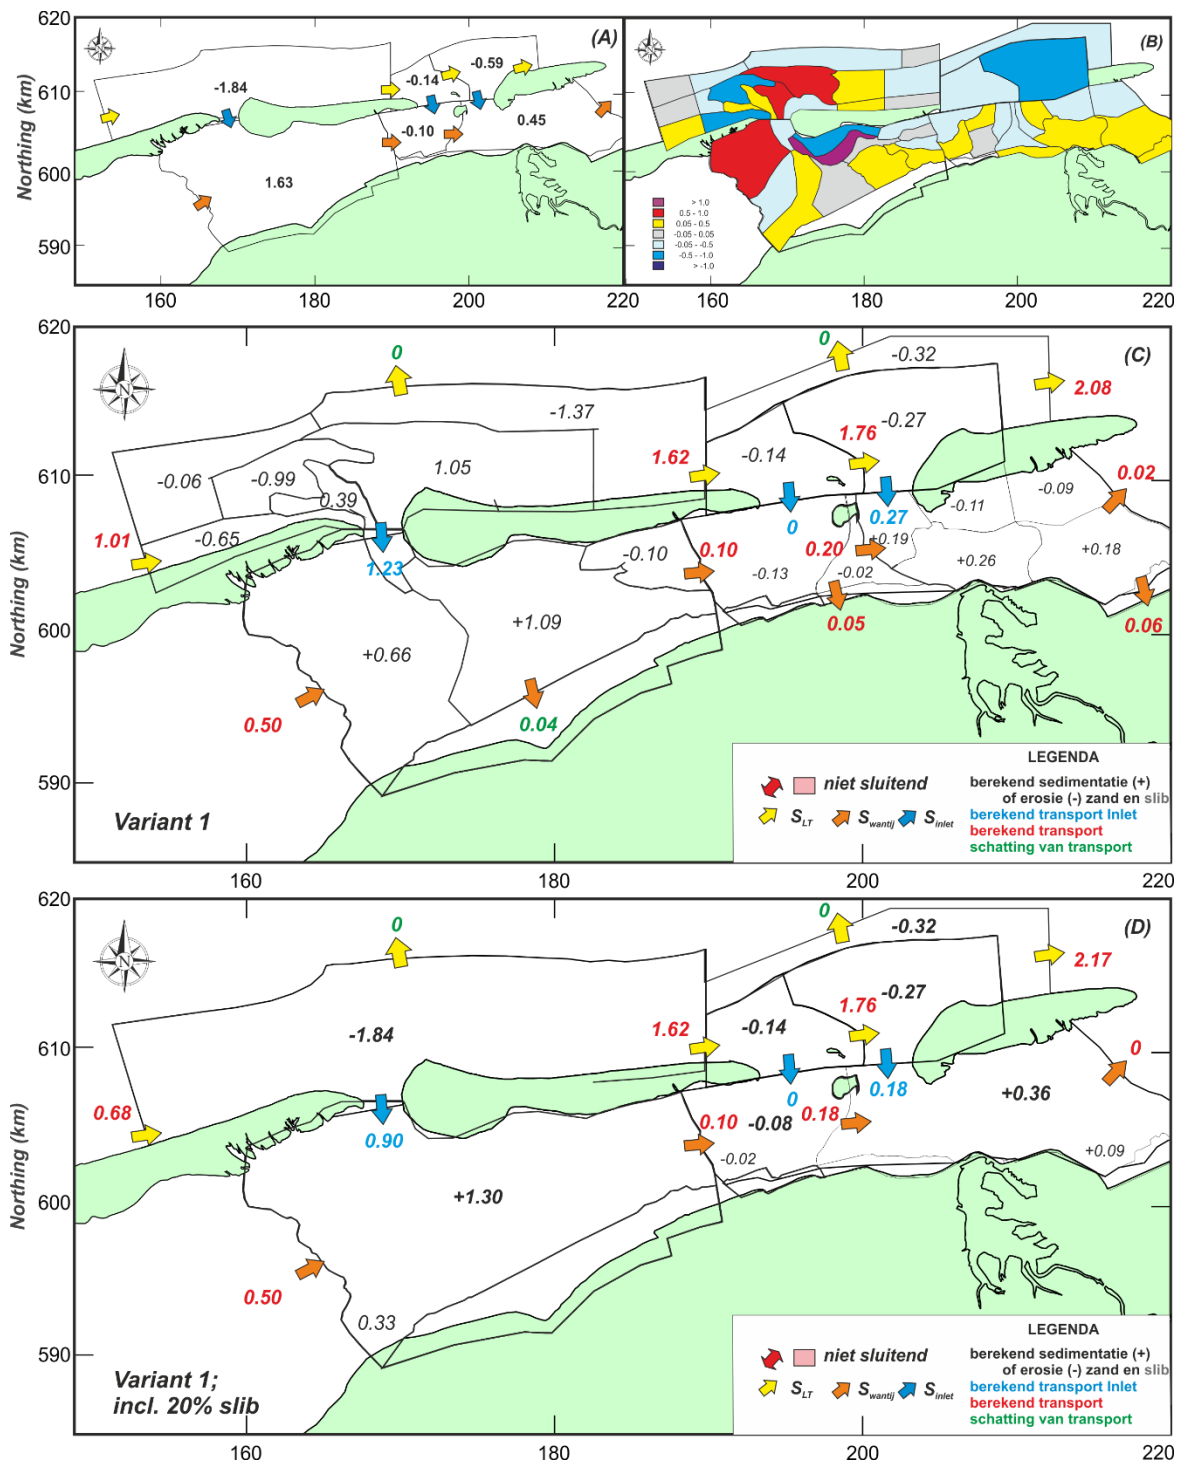 620
610
600
590
Northing (km)
(A)
-1.84
-0.14
-0.59
-0.10
0.45
1.63
160
180
200
220
(B)
> 1.0
0.5 - 1.0
0.05 - 0.5
-0.05 - 0.05
-0.05 - -0.5
-0.5 - -1.0
> -1.0
160
180
200
220
620
610
600
590
Northing (km)
(C)
N
0
0
-0.32
2.08
-1.37
1.76
-0.27
1.62
-0.14
0.02
-0.06
-0.99
1.05
0.39
-0.65
1.01
1.23
0
0.27
-0.11
-0.09
-0.10
0.10
0.20
+0.19
-0.13
-0.02
+0.26
+0.18
+1.09
0.05
0.06
+0.66
0.50
0.04
Variant 1
LEGENDA
niet sluitend
berekend sedimentatie (+)
of erosie (-) zand en slib
S LT
S wantij
S inlet
berekend transport Inlet
berekend transport
schatting van transport
160
180
200
220
620
610
600
590
Northing (km)
(D)
N
0
0
-0.32
2.17
-1.84
1.62
1.76
-0.27
-0.14
0
0.68
0.90
0
0.18
+0.36
0.10
-0.08
0.18
-0.02
+0.09
+1.30
0.50
0.33
Variant 1;
incl. 20% slib
LEGENDA
niet sluitend
berekend sedimentatie (+)
of erosie (-) zand en slib
S LT
S wantij
S inlet
berekend transport Inlet
berekend transport
schatting van transport
160
180
200
220